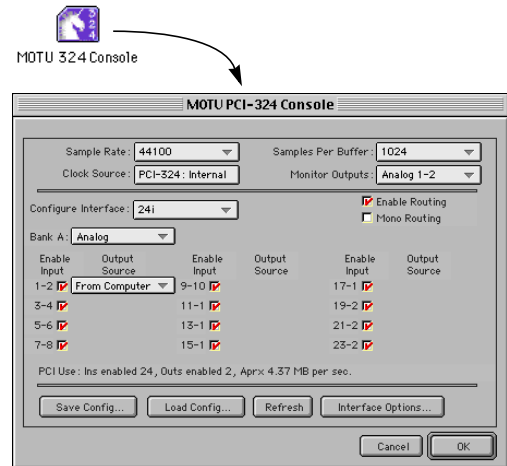 324
MOTU 324 Console
MOTU PCI-324 Console
Sample Rate: 44100 Samples Per Buffer: 1024
Clock Source: PCI-324: Internal Monitor Outputs: Analog 1-2
Configure Interface: 24i Enable Routing
Mono Routing
Bank A: Analog
Enable Input Output Source Enable Input Output Source Enable Input Output Source
1-2 From Computer 9-10 17-1
3-4 11-1 19-2
5-6 13-1 21-2
7-8 15-1 23-2
PCI Use: Ins enabled 24, Outs enabled 2, Aprx 4.37 MB per sec.
Save Config... Load Config... Refresh Interface Options...
Cancel OK